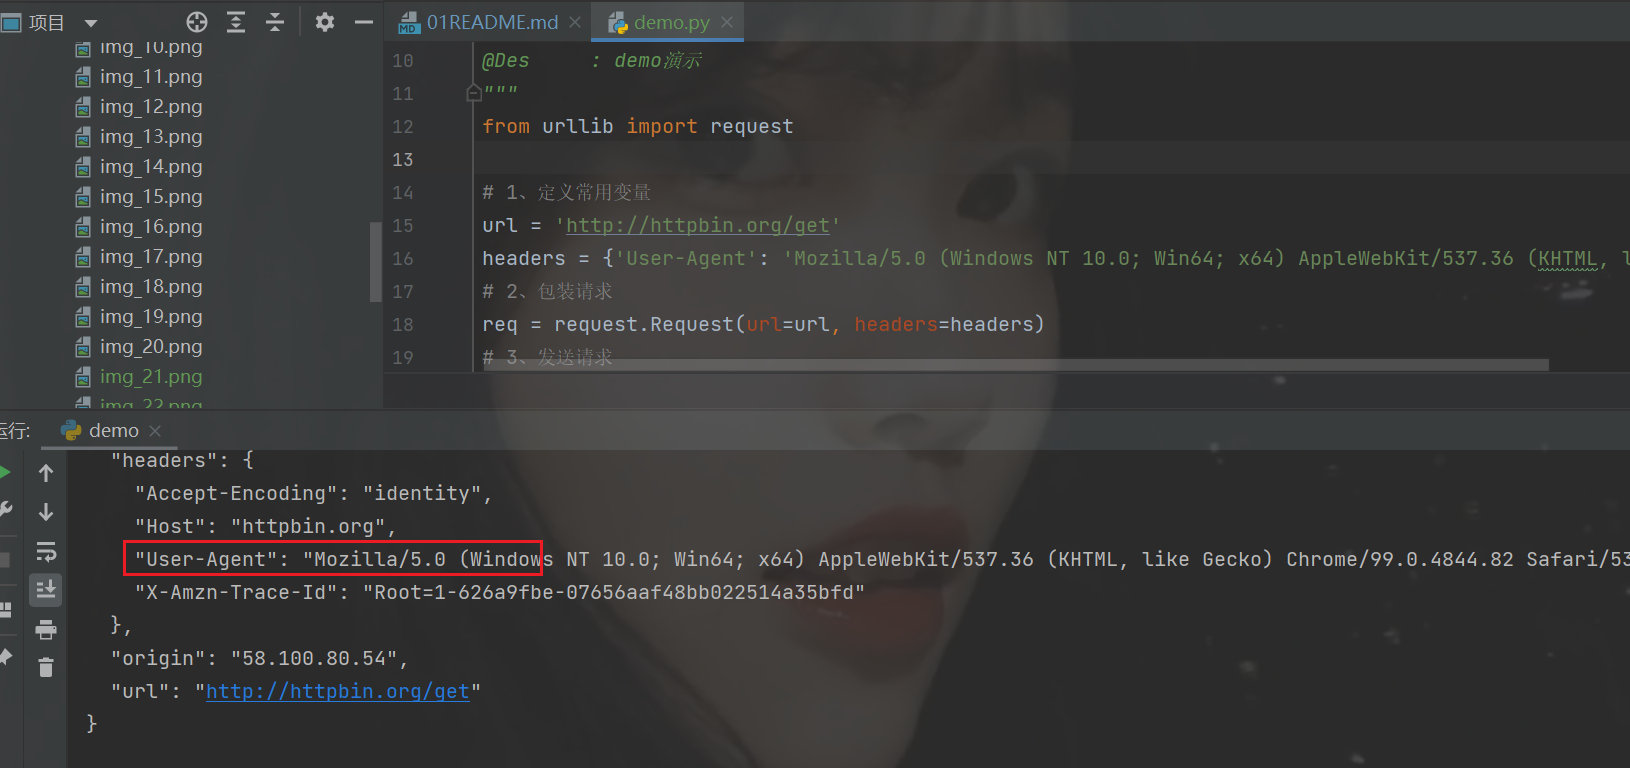 项目
01README.md
demo.py
img_10.png
img_11.png
img_12.png
img_13.png
img_14.png
img_15.png
img_16.png
img_17.png
img_18.png
img_19.png
img_20.png
img_21.png
img_22.png
10 @Des : demo演示
11 """
12 from urllib import request
13
14 # 1、定义常用变量
15 url = 'http://httpbin.org/get'
16 headers = {'User-Agent': 'Mozilla/5.0 (Windows NT 10.0; Win64; x64) AppleWebKit/537.36 (KHTML, l
17 # 2、包装请求
18 req = request.Request(url=url, headers=headers)
19 # 3、发送请求
运行: demo
"headers": {
"Accept-Encoding": "identity",
"Host": "httpbin.org",
"User-Agent": "Mozilla/5.0 (Windows NT 10.0; Win64; x64) AppleWebKit/537.36 (KHTML, like Gecko) Chrome/99.0.4844.82 Safari/53
"X-Amzn-Trace-Id": "Root=1-626a9fbe-07656aaf48bb022514a35bfd"
},
"origin": "58.100.80.54",
"url": "http://httpbin.org/get"
}